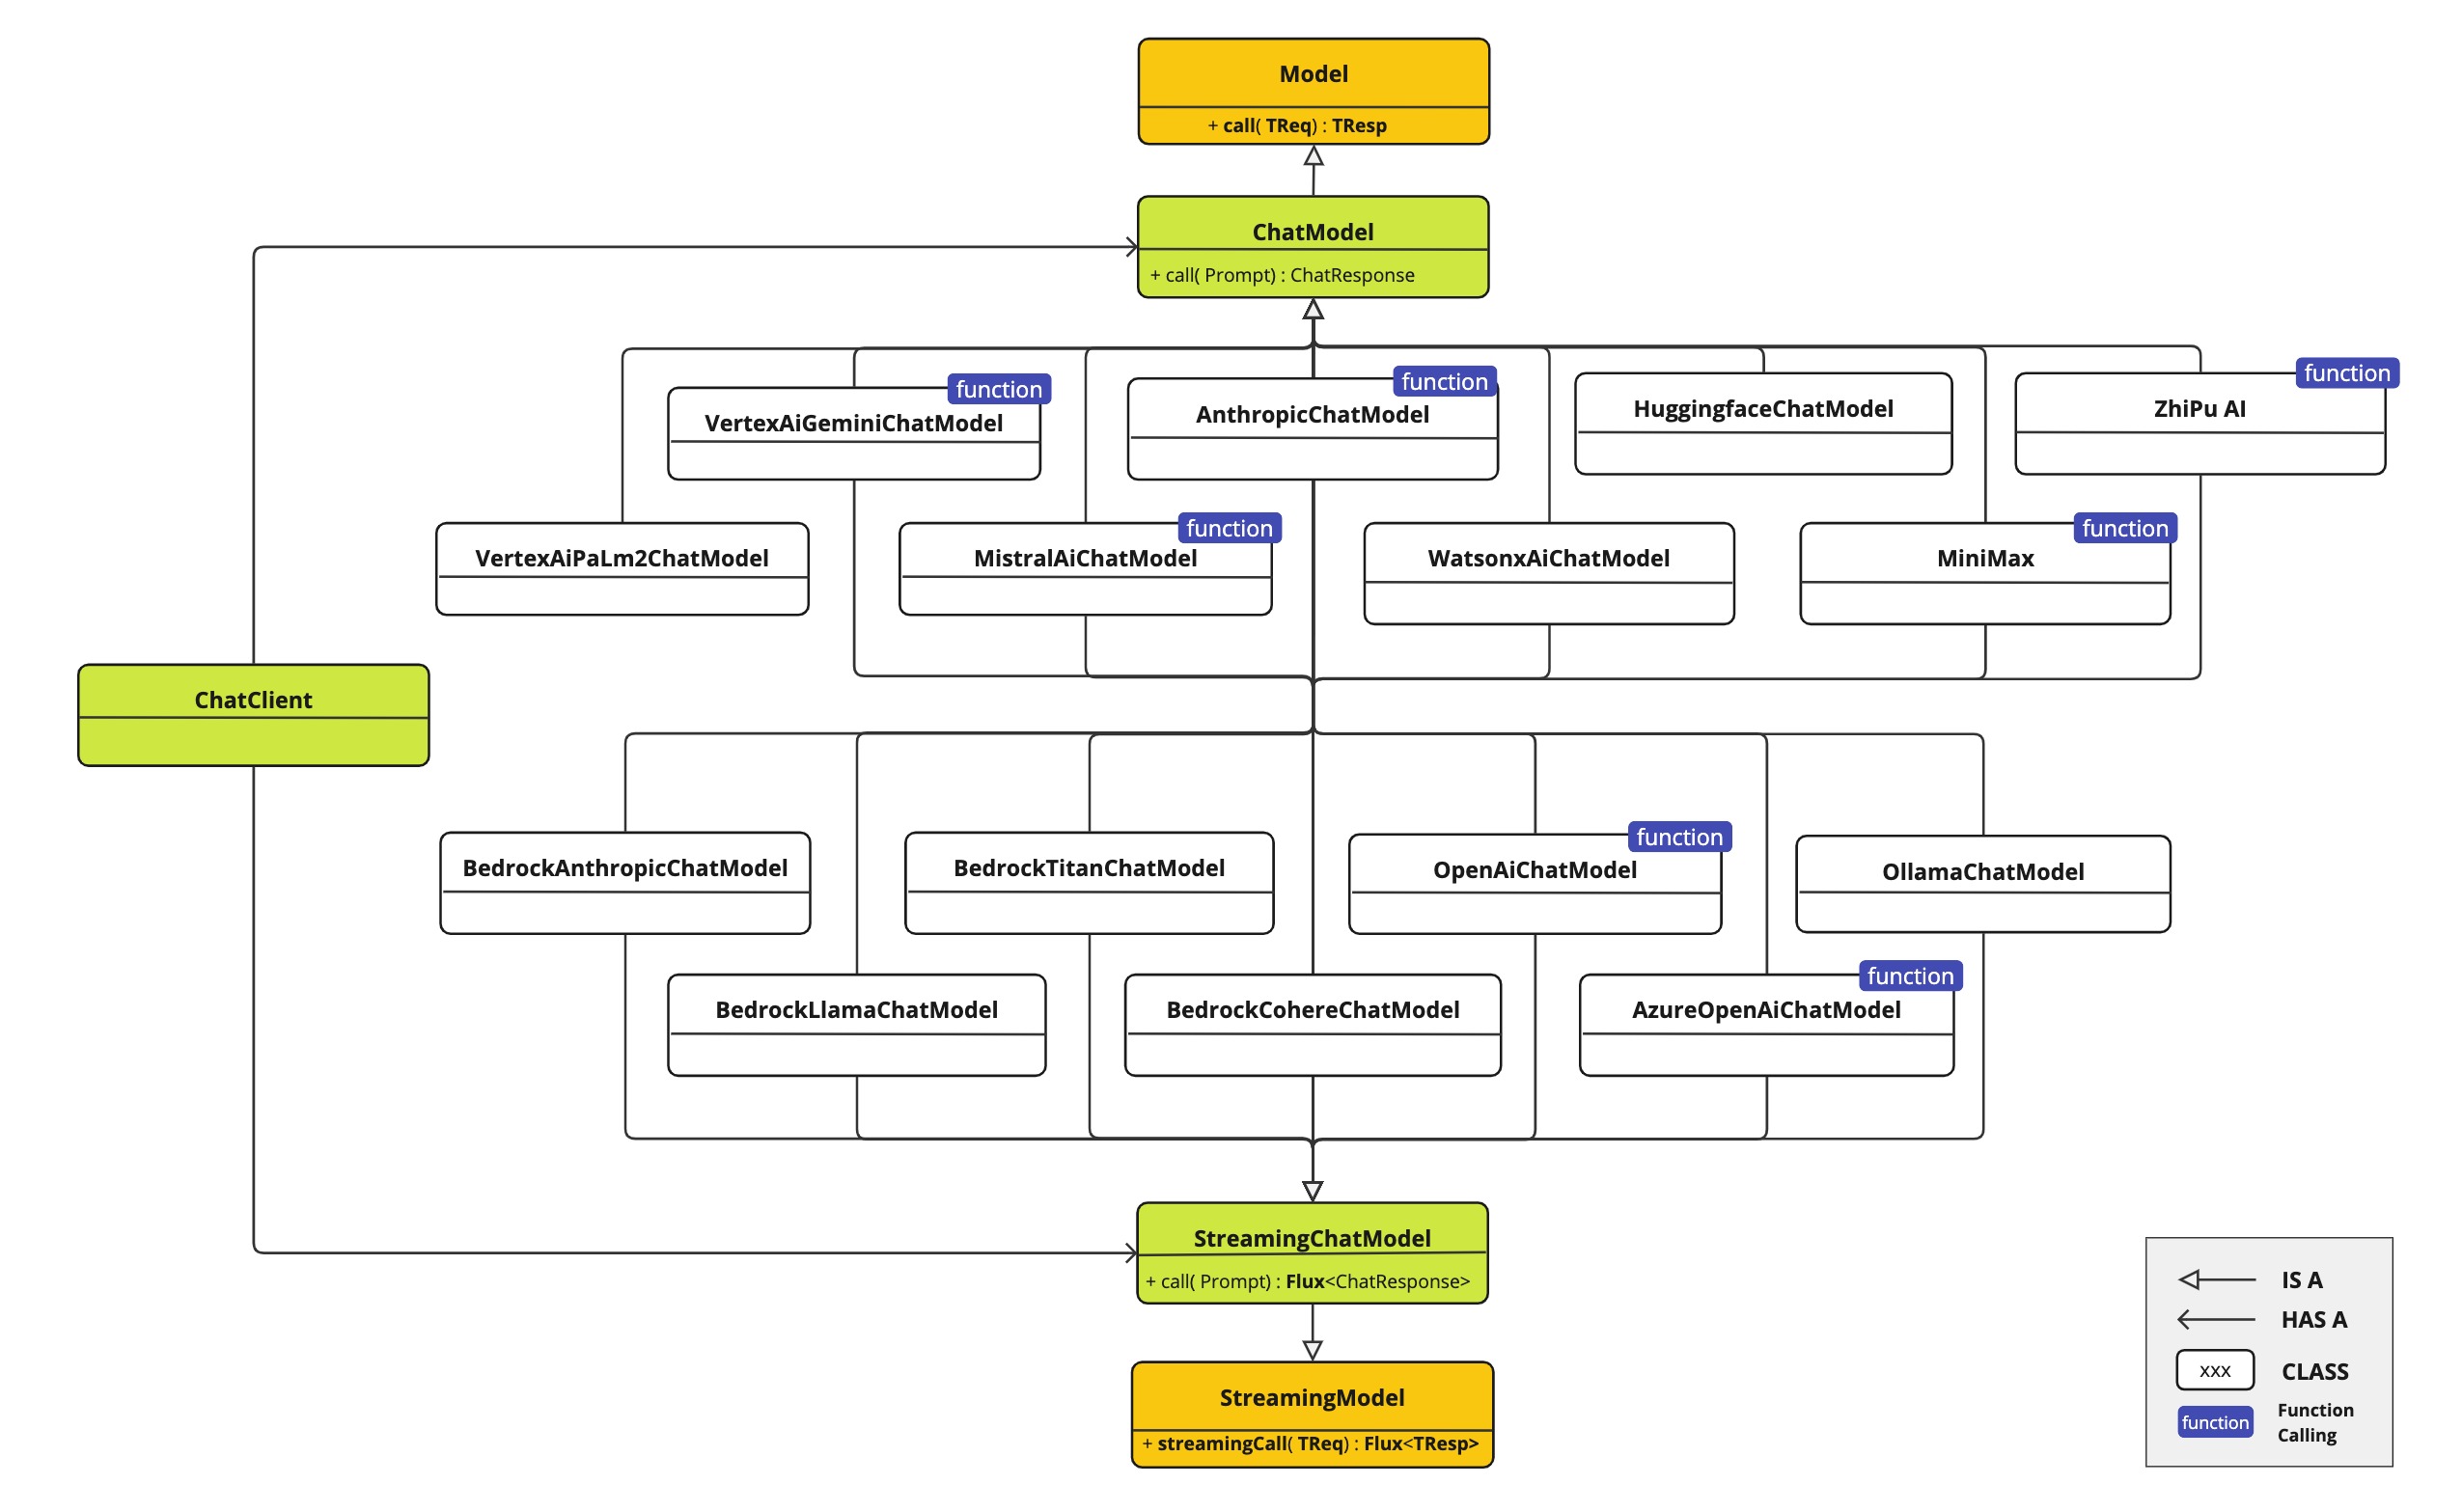 Model
+ call( TReq) : TResp
ChatModel
+ call( Prompt) : ChatResponse
function
VertexAiGeminiChatModel
function
AnthropicChatModel
HuggingfaceChatModel
function
ZhiPu AI
VertexAiPaLm2ChatModel
function
MistralAiChatModel
WatsonxAiChatModel
function
MiniMax
ChatClient
BedrockAnthropicChatModel
BedrockTitanChatModel
function
OpenAiChatModel
OllamaChatModel
BedrockLlamaChatModel
BedrockCohereChatModel
function
AzureOpenAiChatModel
StreamingChatModel
+ call( Prompt) : Flux<ChatResponse>
StreamingModel
+ streamingCall( TReq) : Flux<TResp>
IS A
HAS A
xxx
CLASS
function
Function
Calling